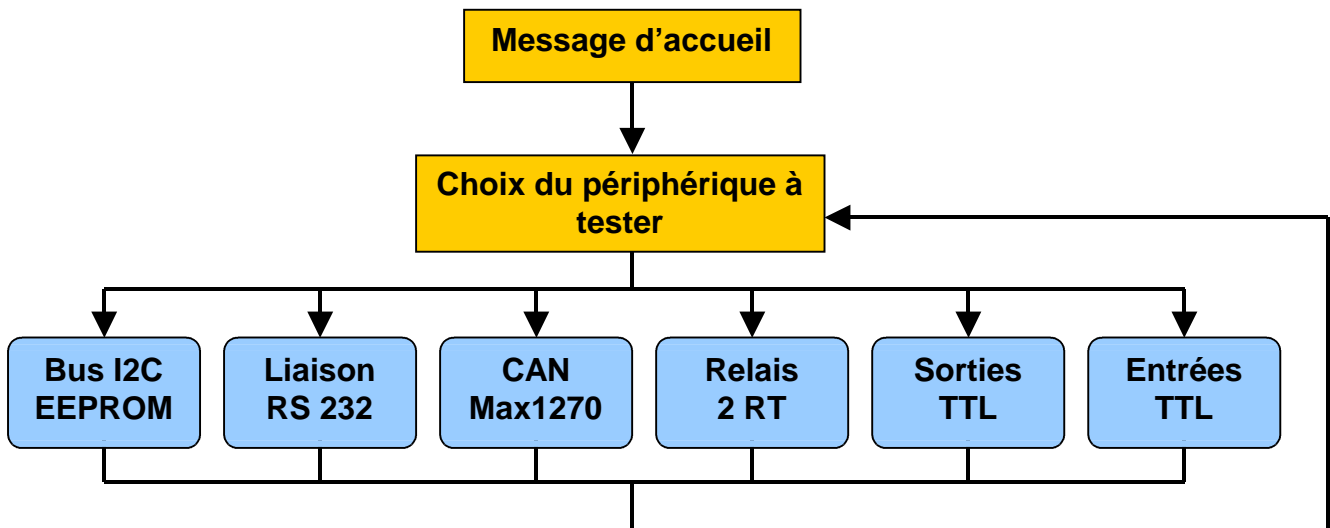 Message d’accueil
Choix du périphérique à
tester
Bus I2C
EEPROM
Liaison
RS 232
CAN
Max1270
Relais
2 RT
Sorties
TTL
Entrées
TTL